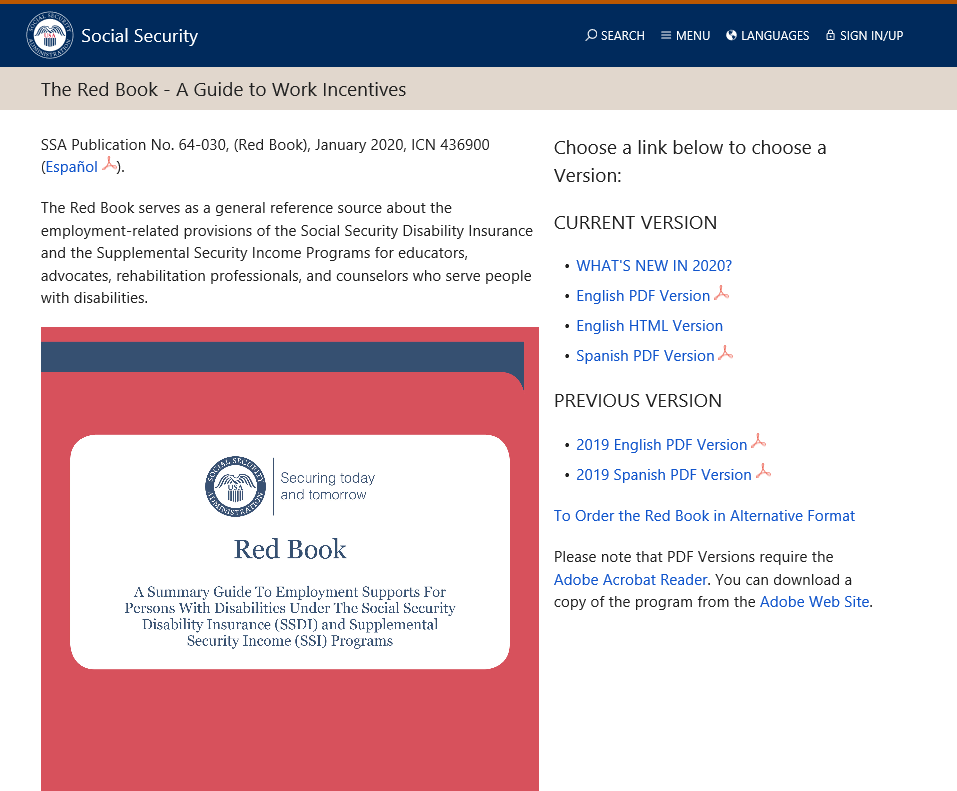 Social Security
SEARCH
MENU
LANGUAGES
SIGN IN/UP
The Red Book - A Guide to Work Incentives
SSA Publication No. 64-030, (Red Book), January 2020, ICN 436900
(Español ).
The Red Book serves as a general reference source about the
employment-related provisions of the Social Security Disability Insurance
and the Supplemental Security Income Programs for educators,
advocates, rehabilitation professionals, and counselors who serve people
with disabilities.
SOCIAL SECURITY
ADMINISTRATION
USA
Securing today
and tomorrow
Red Book
A Summary Guide To Employment Supports For
Persons With Disabilities Under The Social Security
Disability Insurance (SSDI) and Supplemental
Security Income (SSI) Programs
Choose a link below to choose a
Version:
CURRENT VERSION
• WHAT'S NEW IN 2020?
• English PDF Version
• English HTML Version
• Spanish PDF Version
PREVIOUS VERSION
• 2019 English PDF Version
• 2019 Spanish PDF Version
To Order the Red Book in Alternative Format
Please note that PDF Versions require the
Adobe Acrobat Reader. You can download a
copy of the program from the Adobe Web Site.